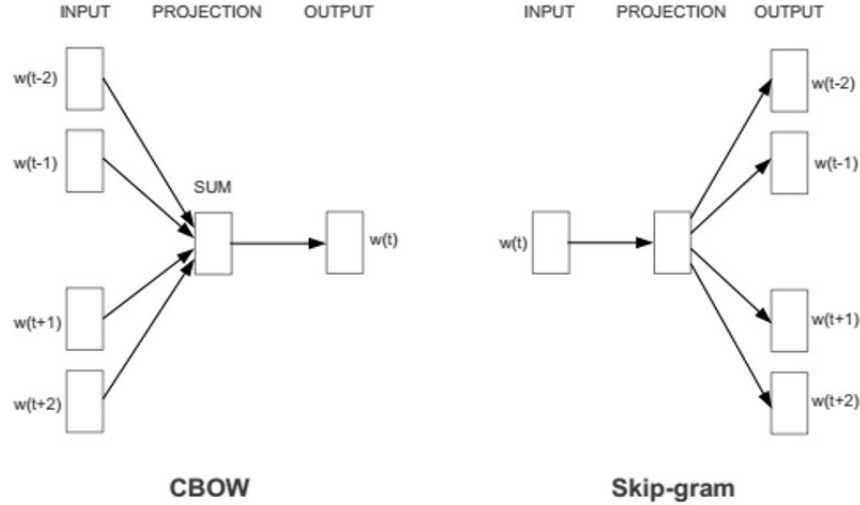 INPUT PROJECTION OUTPUT
w(t-2)
w(t-1)
SUM
w(t)
w(t+1)
w(t+2)
CBOW
INPUT PROJECTION OUTPUT
w(t-2)
w(t-1)
w(t)
w(t+1)
w(t+2)
Skip-gram